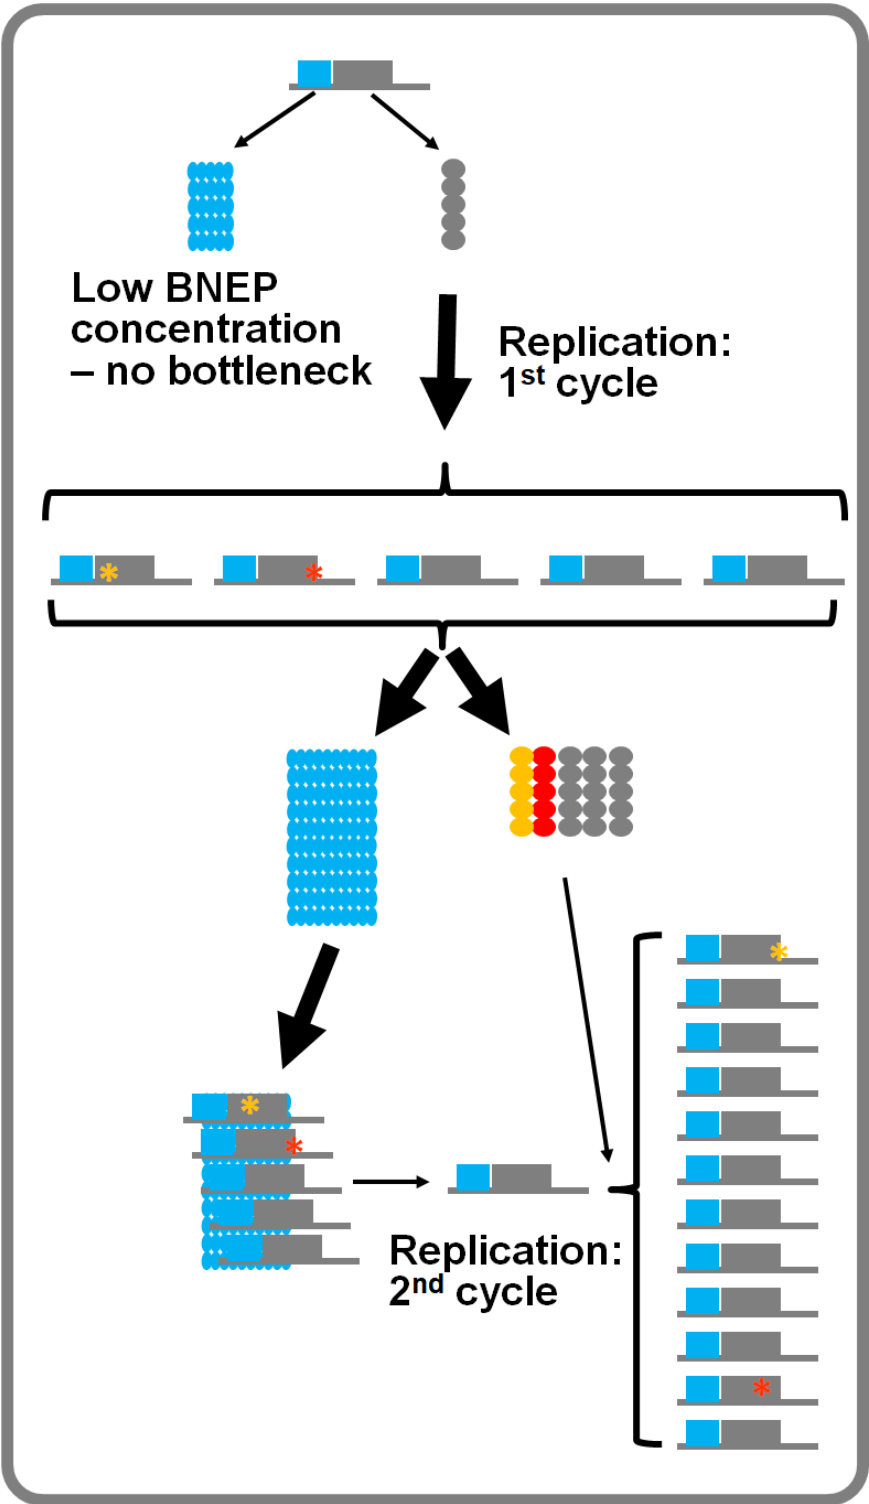 Low BNEP
concentration
– no bottleneck
Replication:
1st cycle
Replication:
2nd cycle